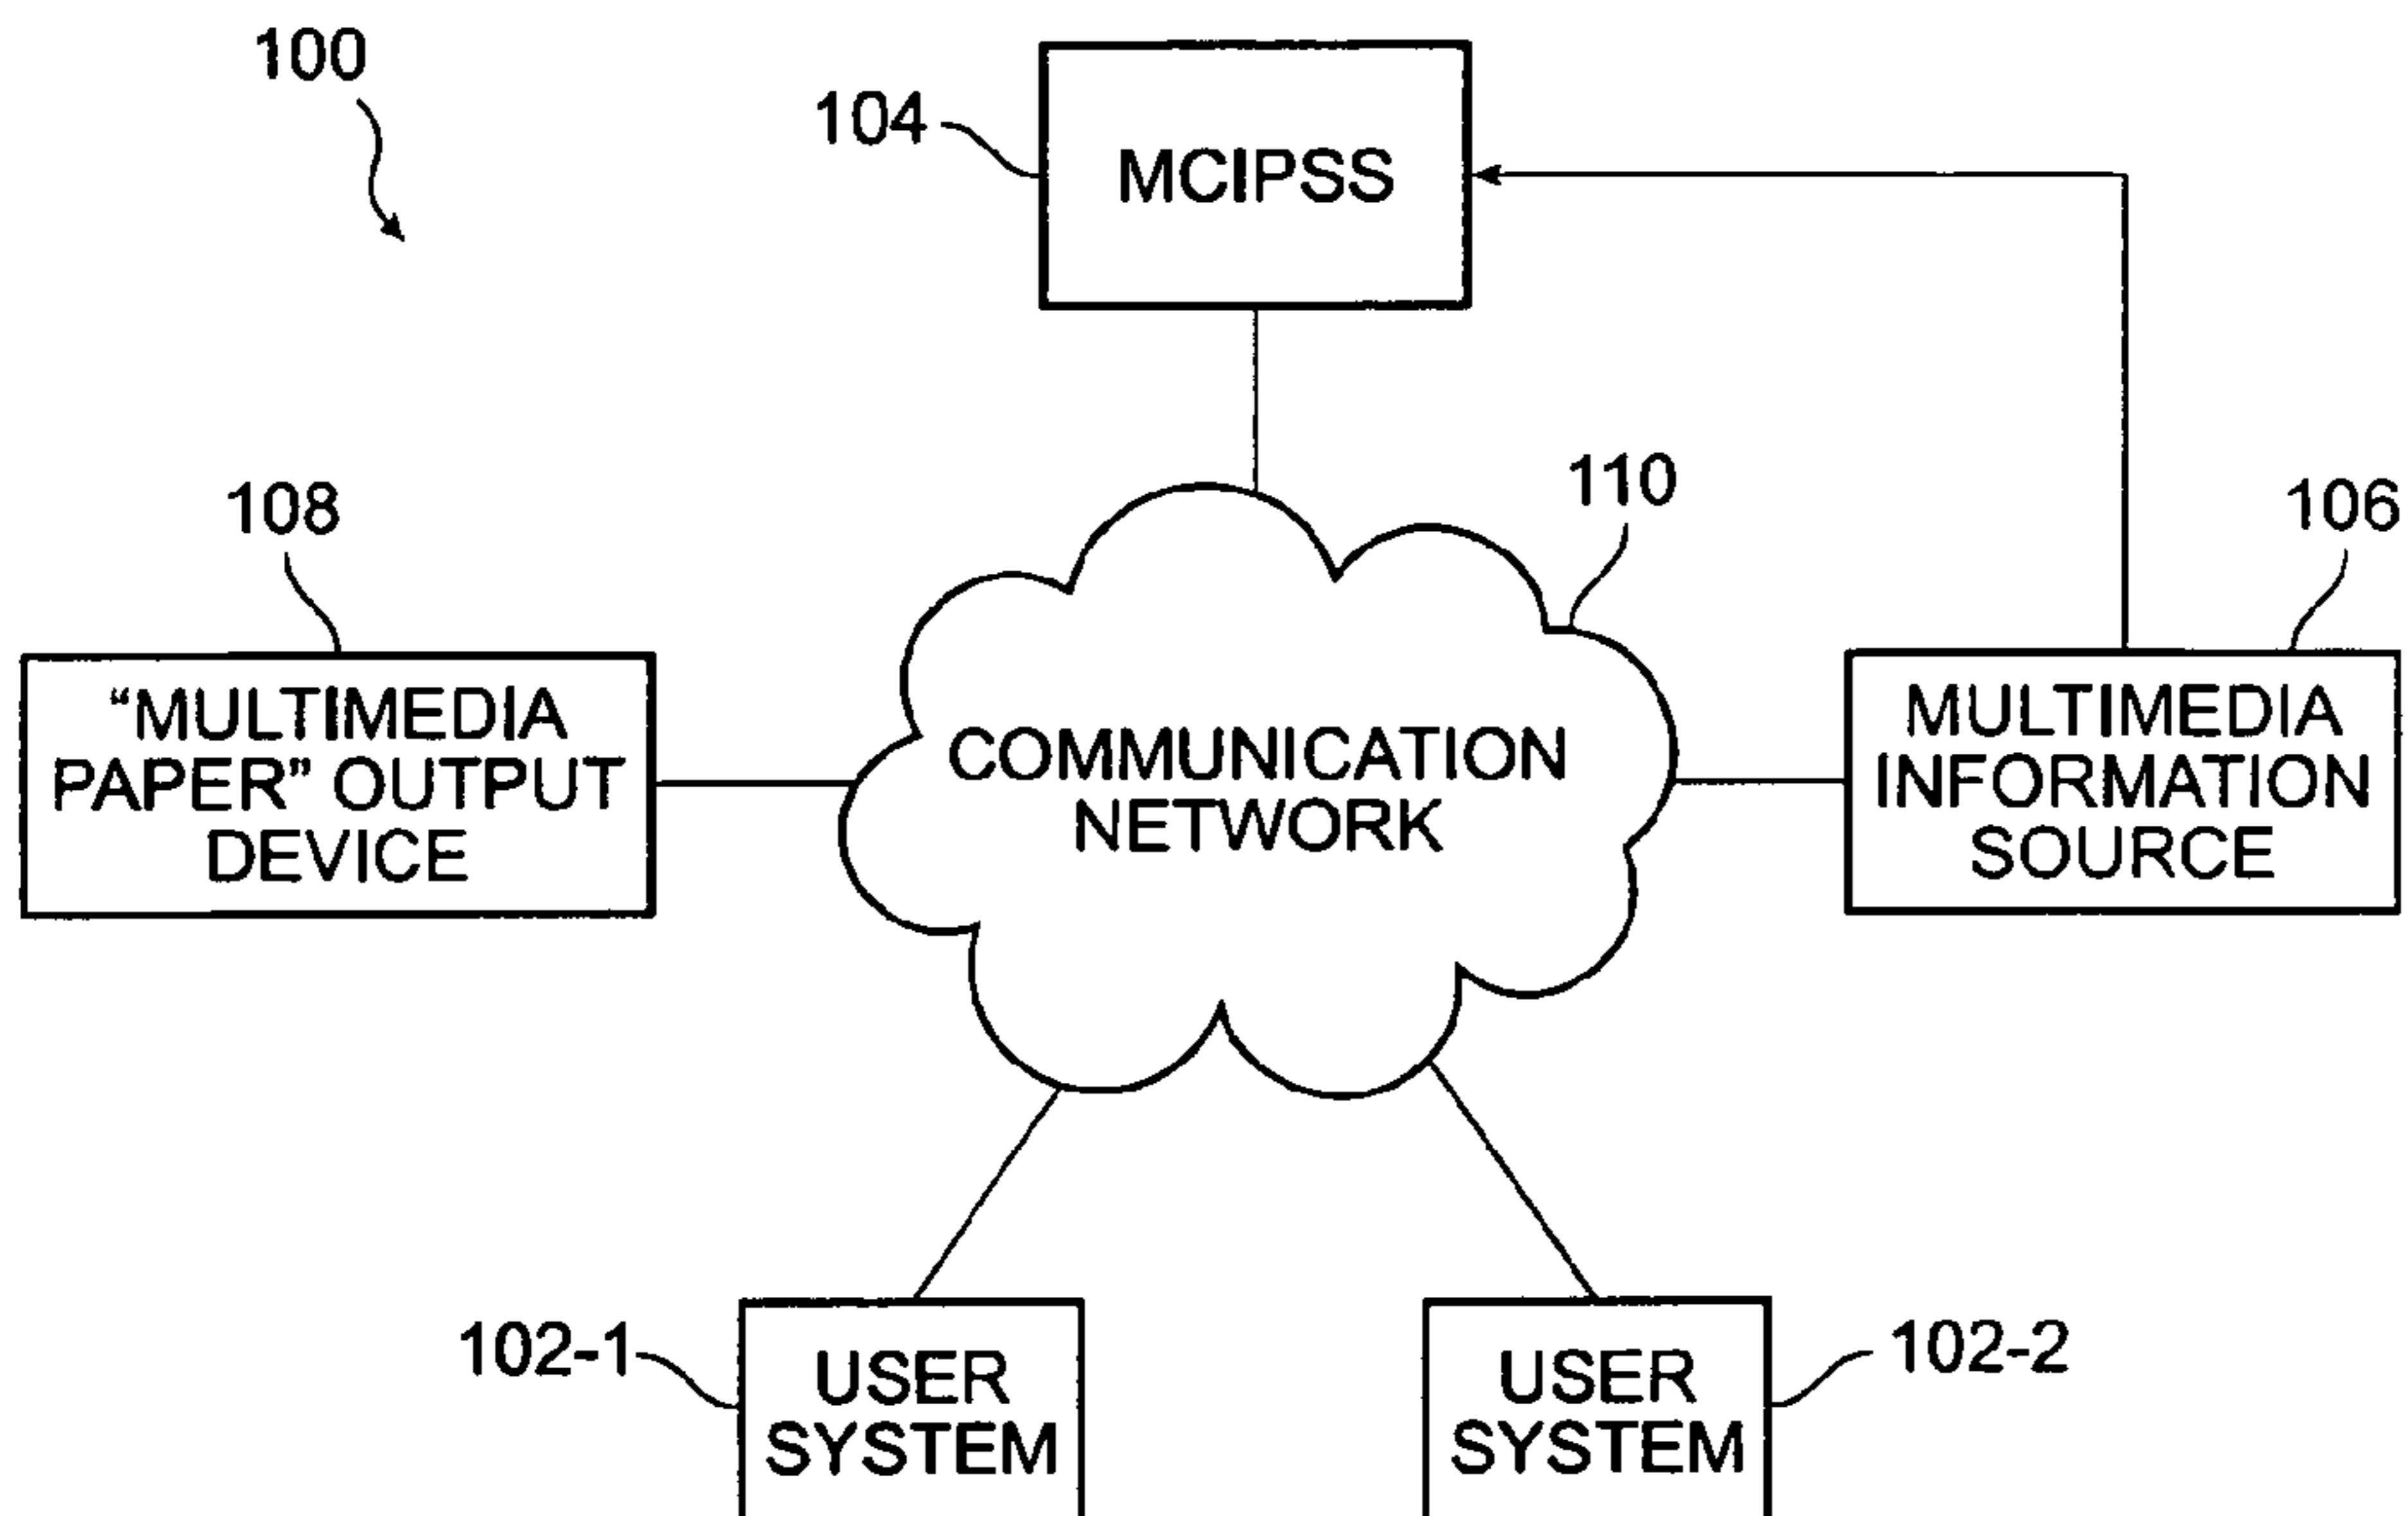 100
104
MCIPSS
108
110
106
“MULTIMEDIA
PAPER” OUTPUT
DEVICE
COMMUNICATION
NETWORK
MULTIMEDIA
INFORMATION
SOURCE
102-1
USER
SYSTEM
USER
SYSTEM
102-2